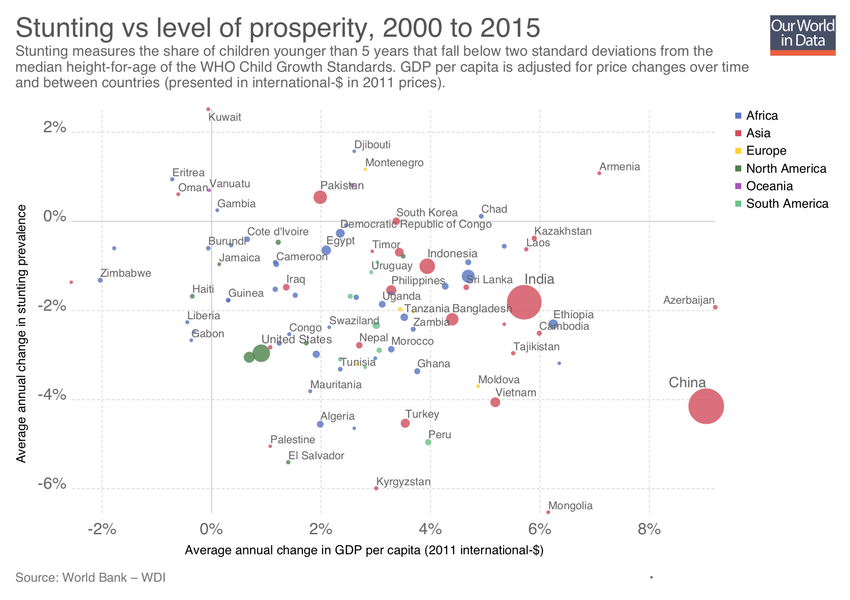 Stunting vs level of prosperity, 2000 to 2015
Our World
in Data
Stunting measures the share of children younger than 5 years that fall below two standard deviations from the
median height-for-age of the WHO Child Growth Standards. GDP per capita is adjusted for price changes over time
and between countries (presented in international-$ in 2011 prices).
Africa
Asia
Europe
North America
Oceania
South America
2%
0%
-2%
-4%
-6%
Average annual change in stunting prevalence
Kuwait
Djibouti
Montenegro
Armenia
Eritrea
Oman
Vanuatu
Pakistan
Gambia
South Korea
Chad
Democratic Republic of Congo
Cote d'Ivoire
Kazakhstan
Burundi
Egypt
Timor
Laos
Jamaica
Cameroon
Uruguay
Indonesia
Zimbabwe
Iraq
Philippines
Sri Lanka
India
Haiti
Guinea
Uganda
Azerbaijan
Liberia
Swaziland
Tanzania
Bangladesh
Ethiopia
Gabon
Congo
Zambia
Cambodia
United States
Nepal
Morocco
Tajikistan
Tunisia
Ghana
Mauritania
Moldova
China
Vietnam
Algeria
Turkey
Palestine
Peru
El Salvador
Kyrgyzstan
Mongolia
-2%
0%
2%
4%
6%
8%
Average annual change in GDP per capita (2011 international-$)
Source: World Bank – WDI